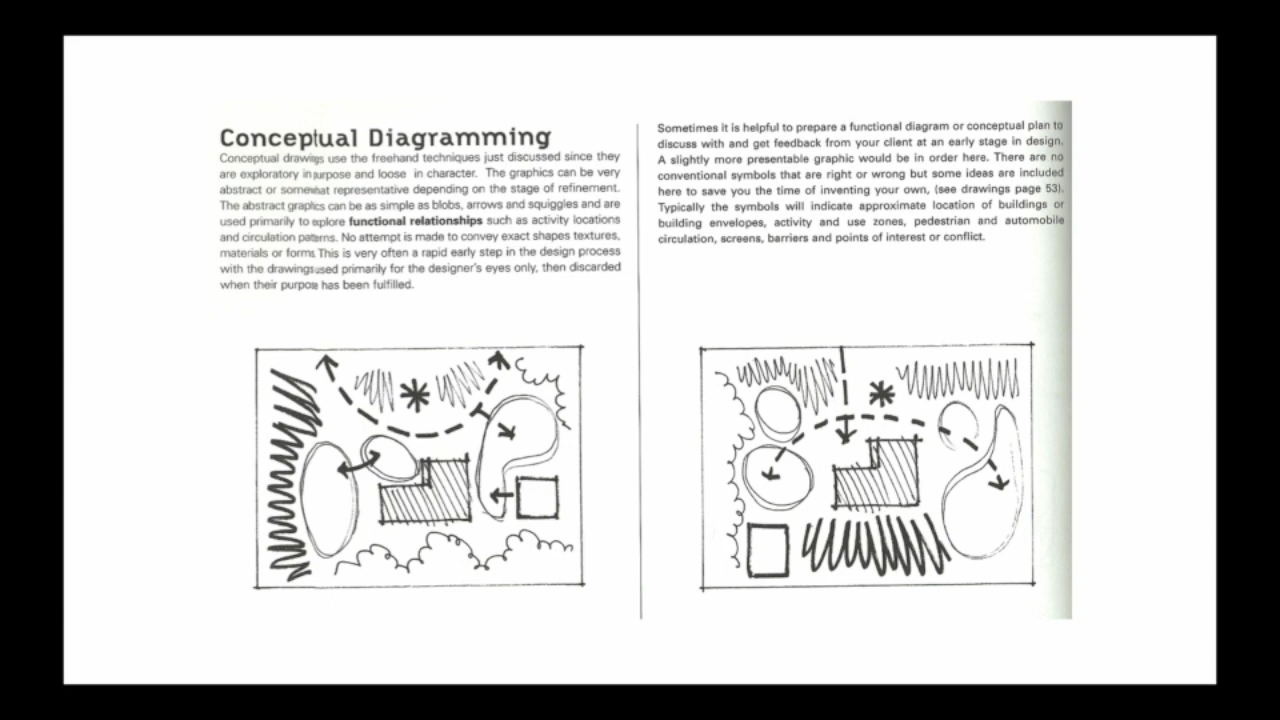 Conceptual Diagramming
Conceptual drawings use the freehand techniques just discussed since they
are exploratory in purpose and loose in character. The graphics can be very
abstract or somewhat representative depending on the stage of refinement.
The abstract graphics can be as simple as blobs, arrows and squiggles and are
used primarily to explore functional relationships such as activity locations
and circulation patterns. No attempt is made to convey exact shapes textures,
materials or forms. This is very often a rapid early step in the design process
with the drawings used primarily for the designer's eyes only, then discarded
when their purpose has been fulfilled.
Sometimes it is helpful to prepare a functional diagram or conceptual plan to
discuss with and get feedback from your client at an early stage in design.
A slightly more presentable graphic would be in order here. There are no
conventional symbols that are right or wrong but some ideas are included
here to save you the time of inventing your own, (see drawings page 53).
Typically the symbols will indicate approximate location of buildings or
building envelopes, activity and use zones, pedestrian and automobile
circulation, screens, barriers and points of interest or conflict.